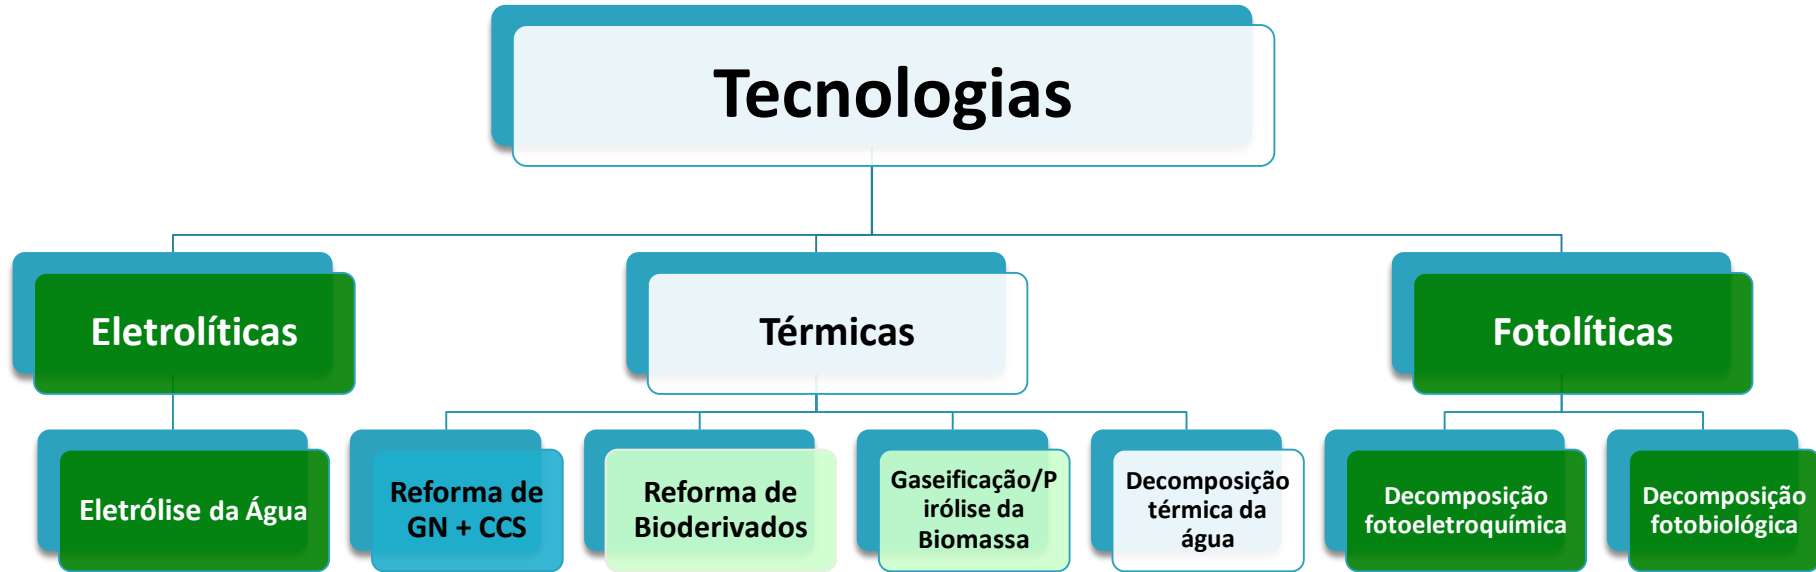 Tecnologias
Eletrolíticas
Térmicas
Fotolíticas
Eletrólise da Água
Reforma de
GN + CCS
Reforma de
Bioderivados
Gaseificação/P
irólise da
Biomassa
Decomposição
térmica da
água
Decomposição
fotoeletroquímica
Decomposição
fotobiológica